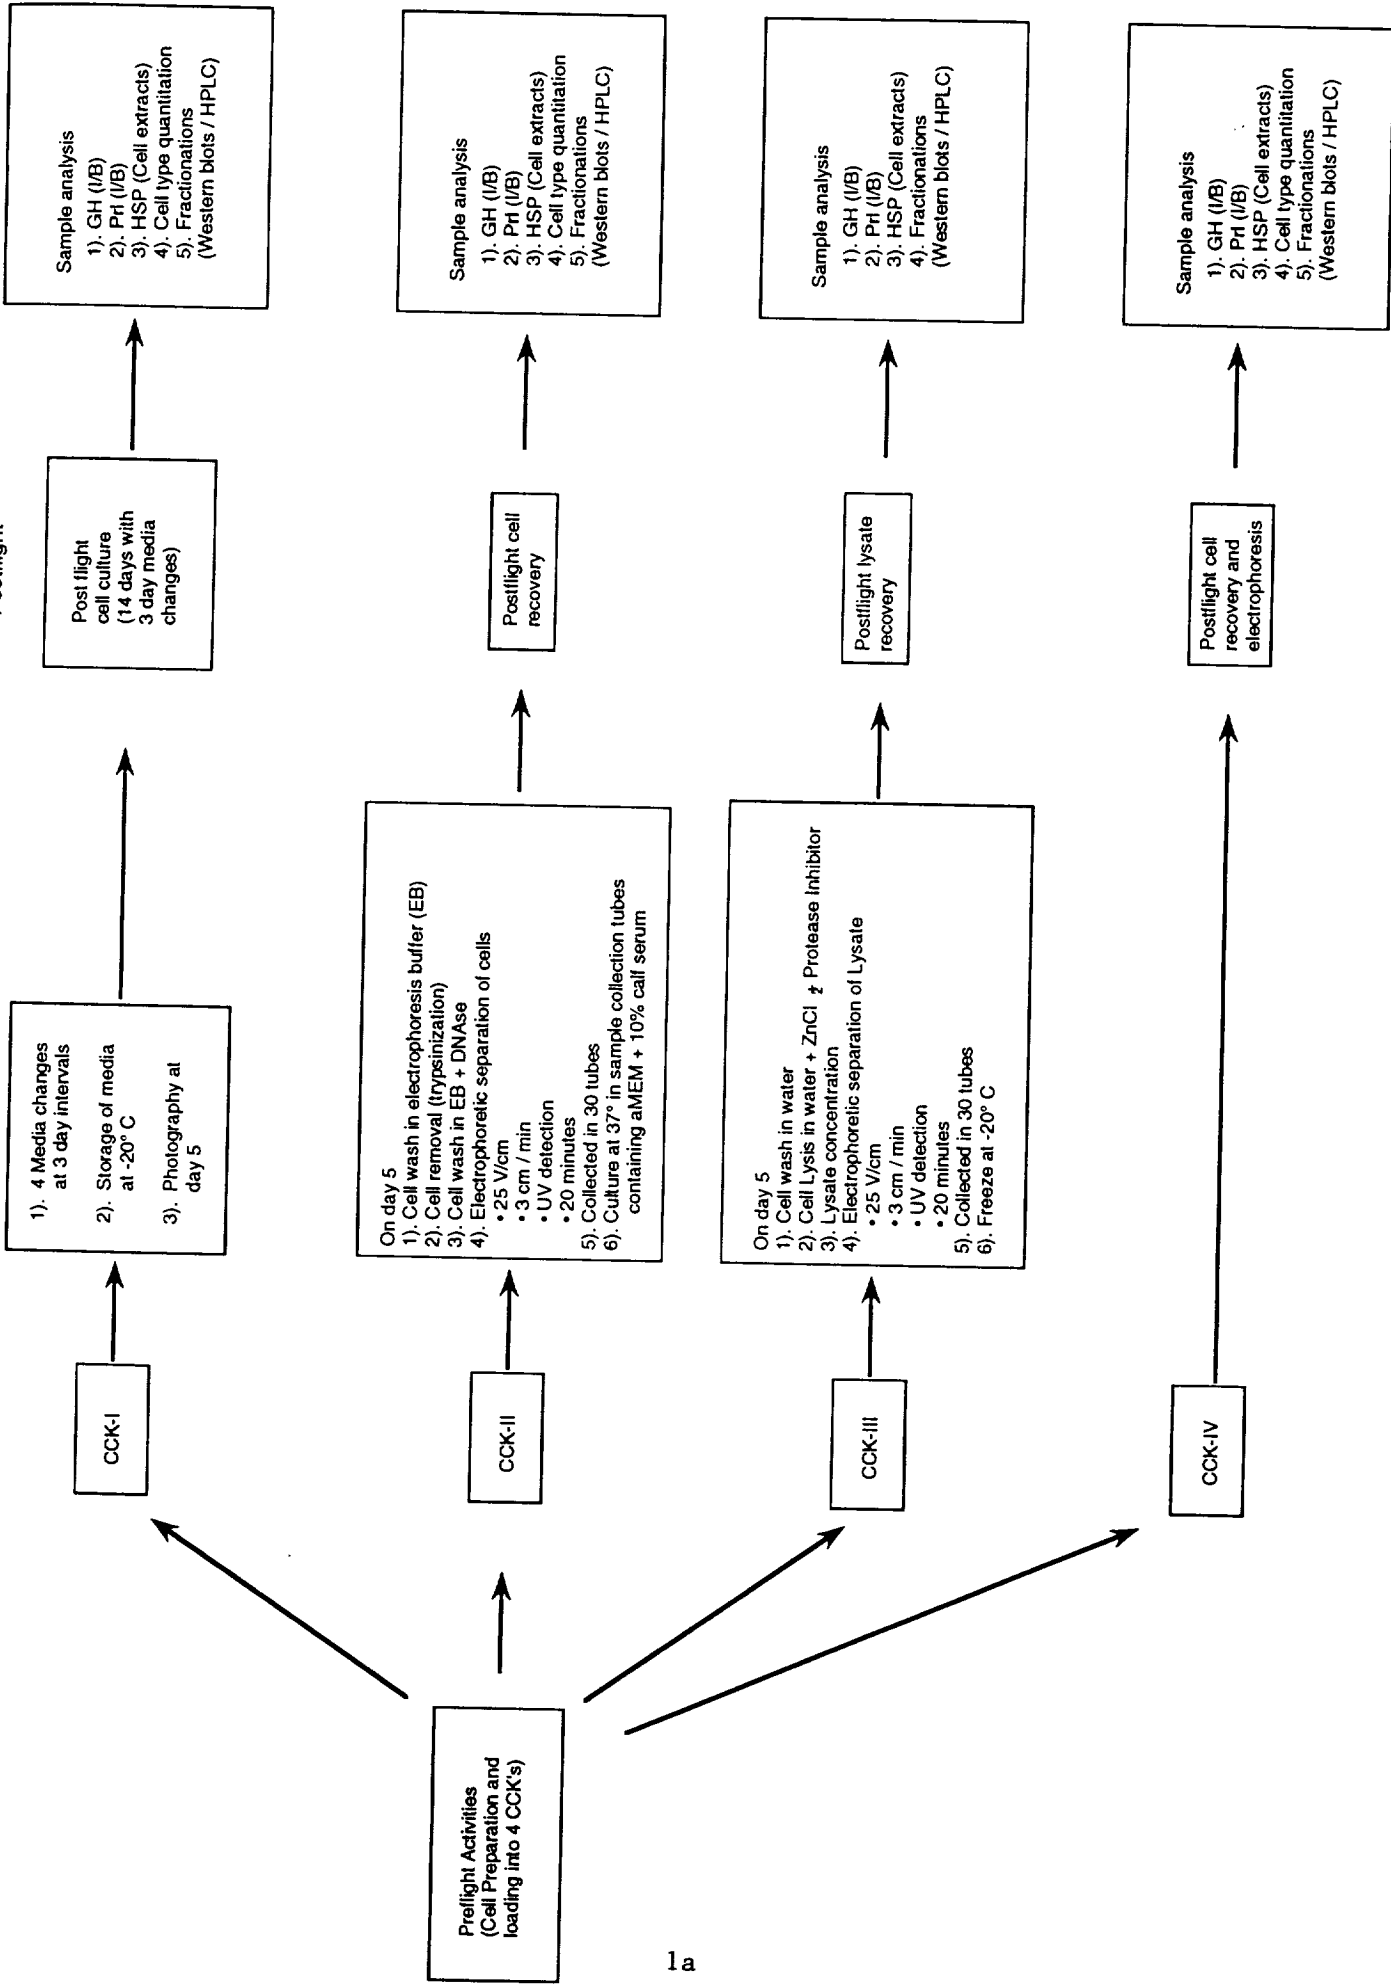 Preflight Activities
(Cell Preparation and
loading into 4 CCK's)
CCK-I
1). 4 Media changes
at 3 day intervals
2). Storage of media
at -20° C
3). Photography at
day 5
Post flight
cell culture
(14 days with
3 day media
changes)
Sample analysis
1). GH (I/B)
2). Prl (I/B)
3). HSP (Cell extracts)
4). Cell type quantitation
5). Fractionations
(Western blots / HPLC)
CCK-II
On day 5
1). Cell wash in electrophoresis buffer (EB)
2). Cell removal (trypsinization)
3). Cell wash in EB + DNAse
4). Electrophoretic separation of cells
• 25 V/cm
• 3 cm / min
• UV detection
• 20 minutes
5). Collected in 30 tubes
6). Culture at 37° in sample collection tubes
containing aMEM + 10% calf serum
Postflight cell
recovery
Sample analysis
1). GH (I/B)
2). Prl (I/B)
3). HSP (Cell extracts)
4). Cell type quantitation
5). Fractionations
(Western blots / HPLC)
CCK-III
On day 5
1). Cell wash in water
2). Cell Lysis in water + ZnCl 2 Protease Inhibitor
3). Lysate concentration
4). Electrophoretic separation of Lysate
• 25 V/cm
• 3 cm / min
• UV detection
• 20 minutes
5). Collected in 30 tubes
6). Freeze at -20° C
Postflight lysate
recovery
Sample analysis
1). GH (I/B)
2). Prl (I/B)
3). HSP (Cell extracts)
4). Fractionations
(Western blots / HPLC)
CCK-IV
Postflight cell
recovery and
electrophoresis
Sample analysis
1). GH (I/B)
2). Prl (I/B)
3). HSP (Cell extracts)
4). Cell type quantitation
5). Fractionations
(Western blots / HPLC)
1a